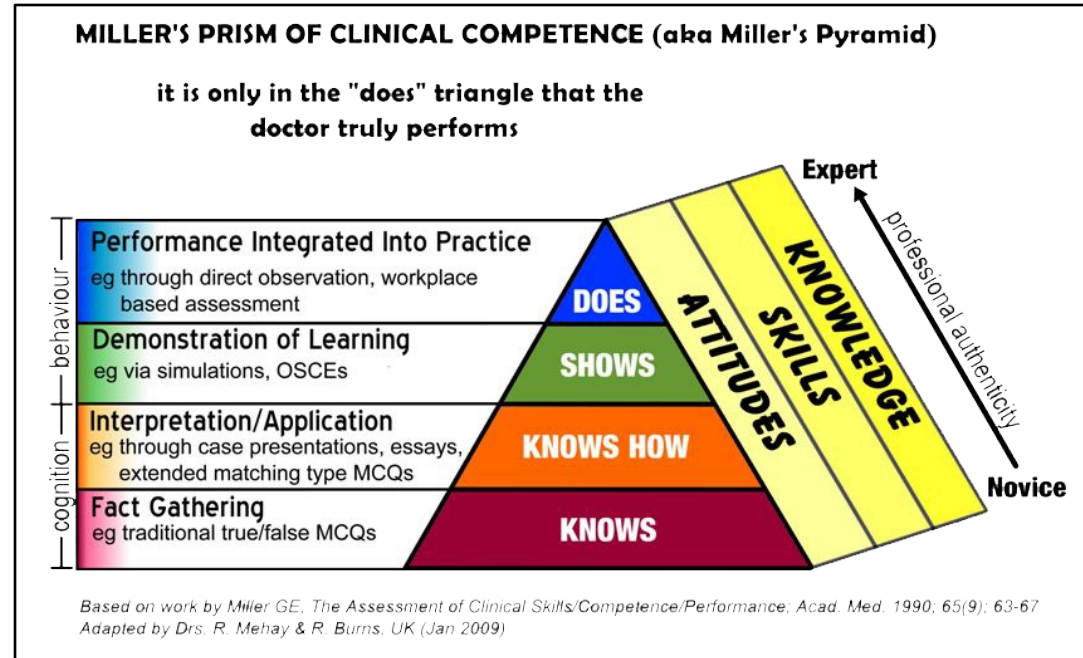 MILLER'S PRISM OF CLINICAL COMPETENCE (aka Miller's Pyramid)
it is only in the "does" triangle that the
doctor truly performs
behaviour
cognition
Performance Integrated Into Practice
eg through direct observation, workplace
based assessment
Demonstration of Learning
eg via simulations, OSCEs
Interpretation/Application
eg through case presentations, essays,
extended matching type MCQs
Fact Gathering
eg traditional true/false MCQs
DOES
SHOWS
KNOWS HOW
KNOWS
ATTITUDES
SKILLS
KNOWLEDGE
Expert
professional authenticity
Novice
Based on work by Miller GE, The Assessment of Clinical Skills/Competence/Performance; Acad. Med. 1990; 65(9); 63-67
Adapted by Drs. R. Mehay & R. Burns, UK (Jan 2009)